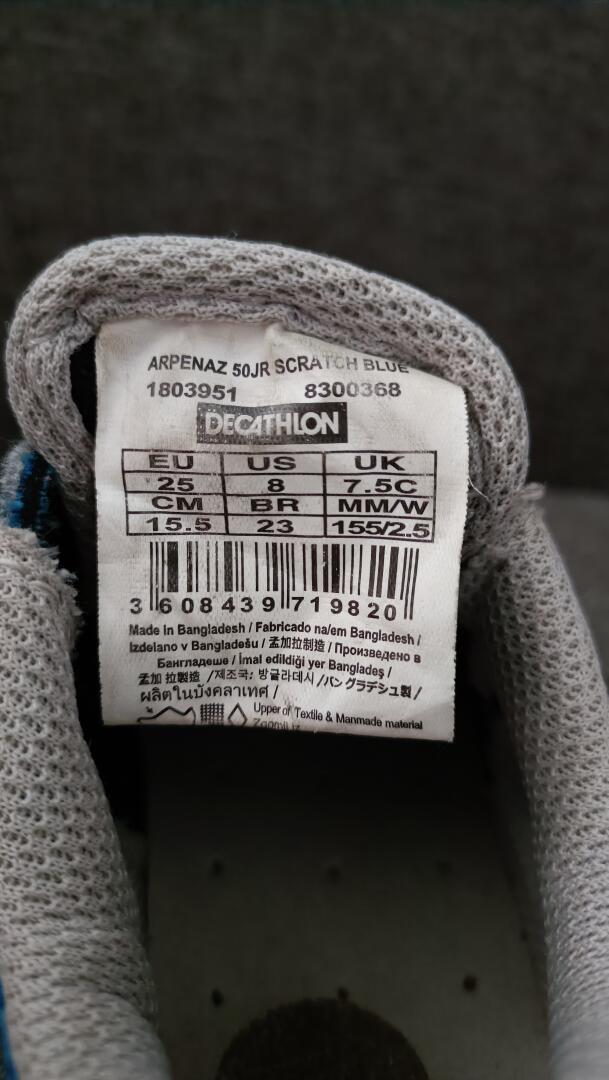 ARPENAZ 50JR SCRATCH BLUE
1803951 8300368
DECATHLON
EU US UK
25 8 7.5C
CM BR MM/W
15.5 23 155/2.5
3 608439 719820
Made in Bangladesh / Fabricado na/em Bangladesh /
Izdelano v Bangladešu / 孟加拉制造 / Произведено в
Бангладеше / İmal edildiği yer Bangladeş /
孟加拉製造 /제조국: 방글라데시 /バングラデシュ製 /
ผลิตในบังคลาเทศ /
Upper of Textile & Manmade material